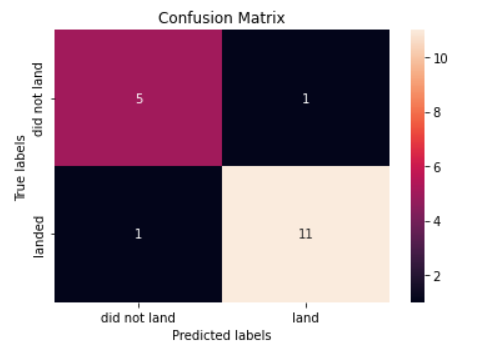 Confusion Matrix
did not land
5
1
10
8
6
4
2
True labels
landed
1
11
did not land
land
Predicted labels